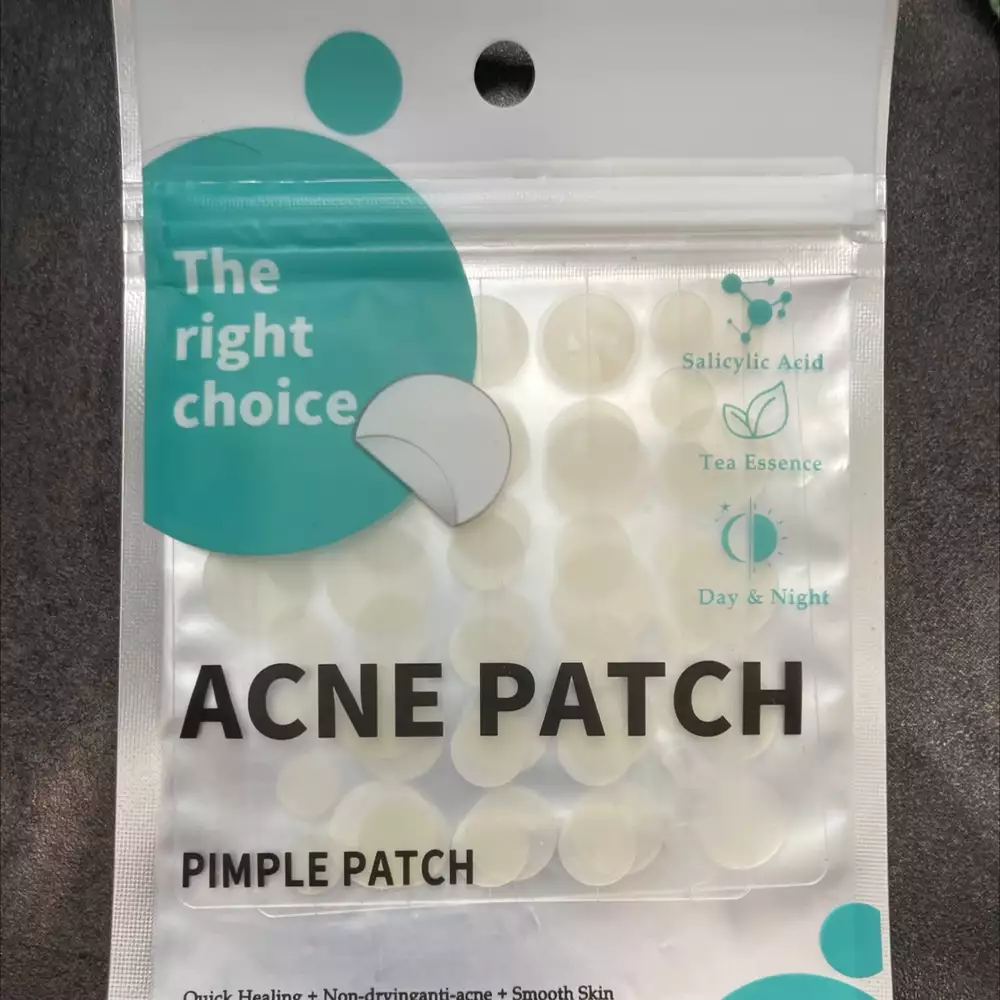 The
right
choice
Salicylic Acid
Tea Essence
Day & Night
ACNE PATCH
PIMPLE PATCH
Quick Healing + Non-dryinganti-acne + Smooth Skin